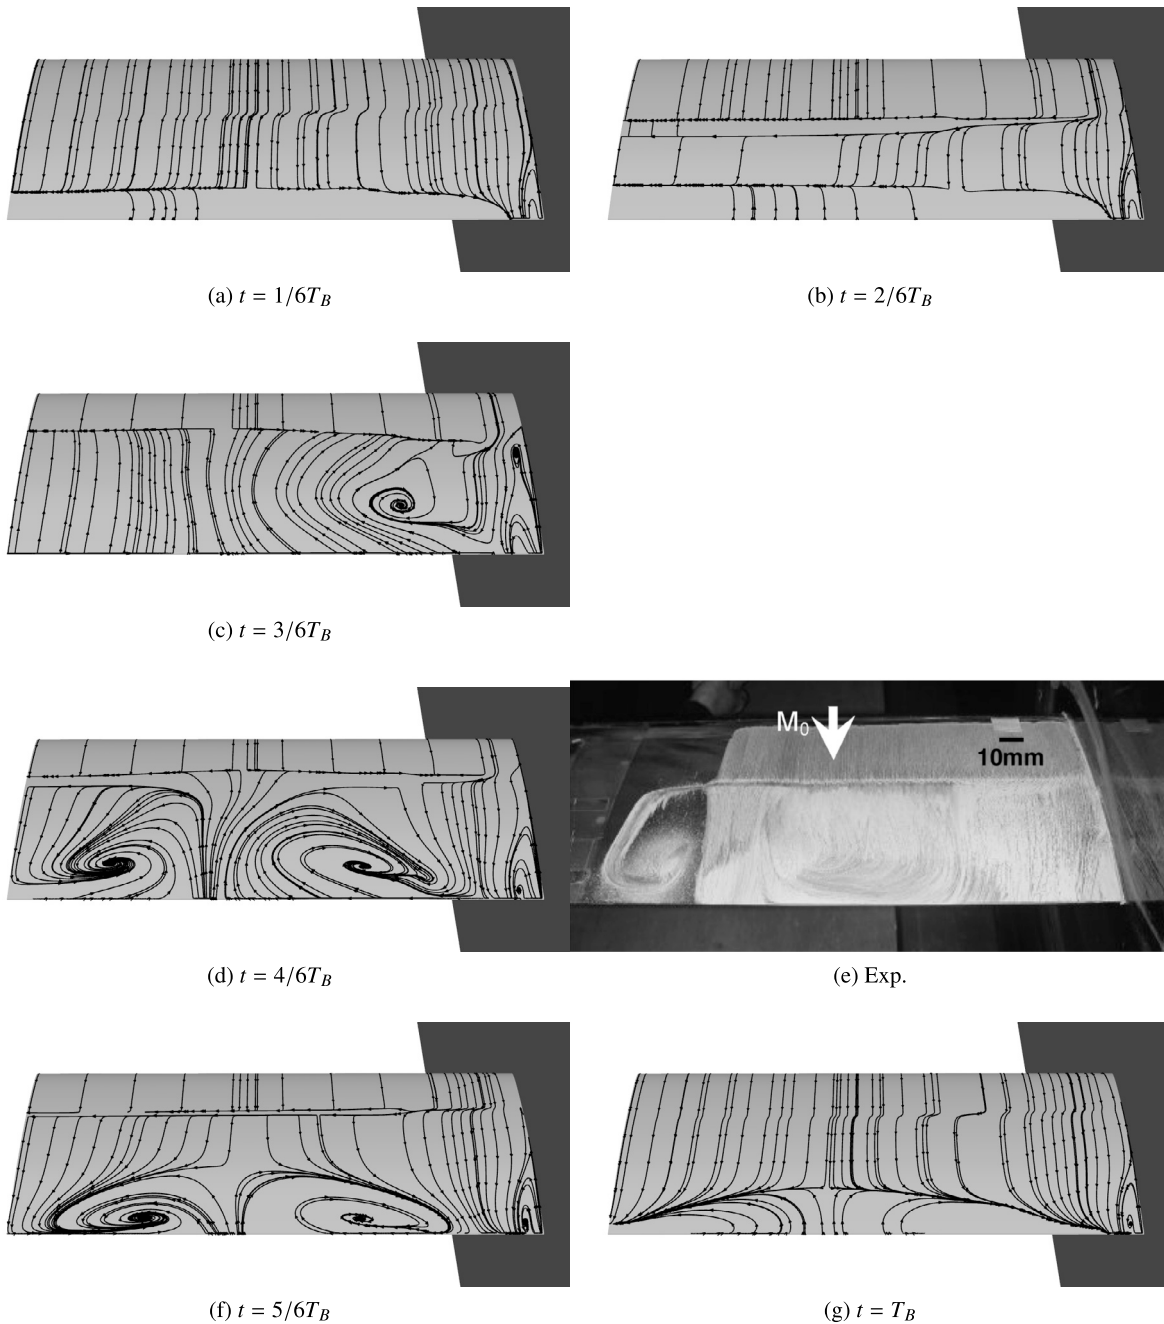 (a) t = 1/6T_B
(b) t = 2/6T_B
(c) t = 3/6T_B
M_0
10mm
(d) t = 4/6T_B
(e) Exp.
(f) t = 5/6T_B
(g) t = T_B